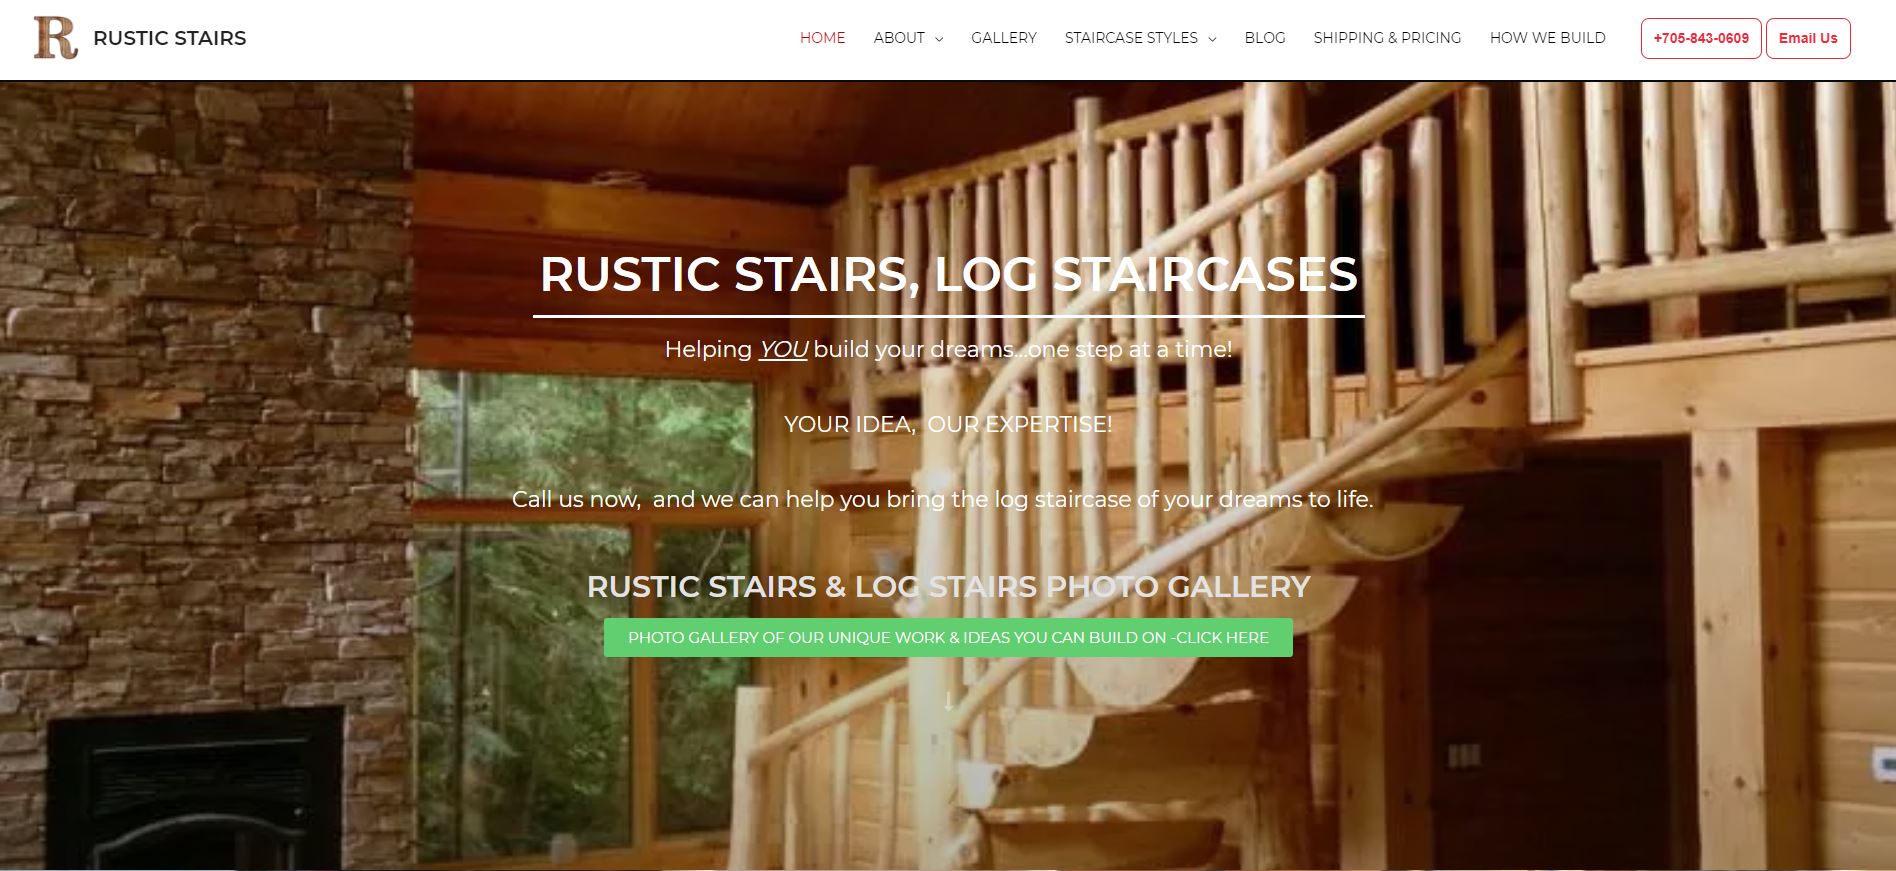 R RUSTIC STAIRS HOME ABOUT GALLERY STAIRCASE STYLES BLOG SHIPPING & PRICING HOW WE BUILD +705-843-0609 Email Us
RUSTIC STAIRS, LOG STAIRCASES
Helping YOU build your dreams...one step at a time!
YOUR IDEA, OUR EXPERTISE!
Call us now, and we can help you bring the log staircase of your dreams to life.
RUSTIC STAIRS & LOG STAIRS PHOTO GALLERY
PHOTO GALLERY OF OUR UNIQUE WORK & IDEAS YOU CAN BUILD ON -CLICK HERE